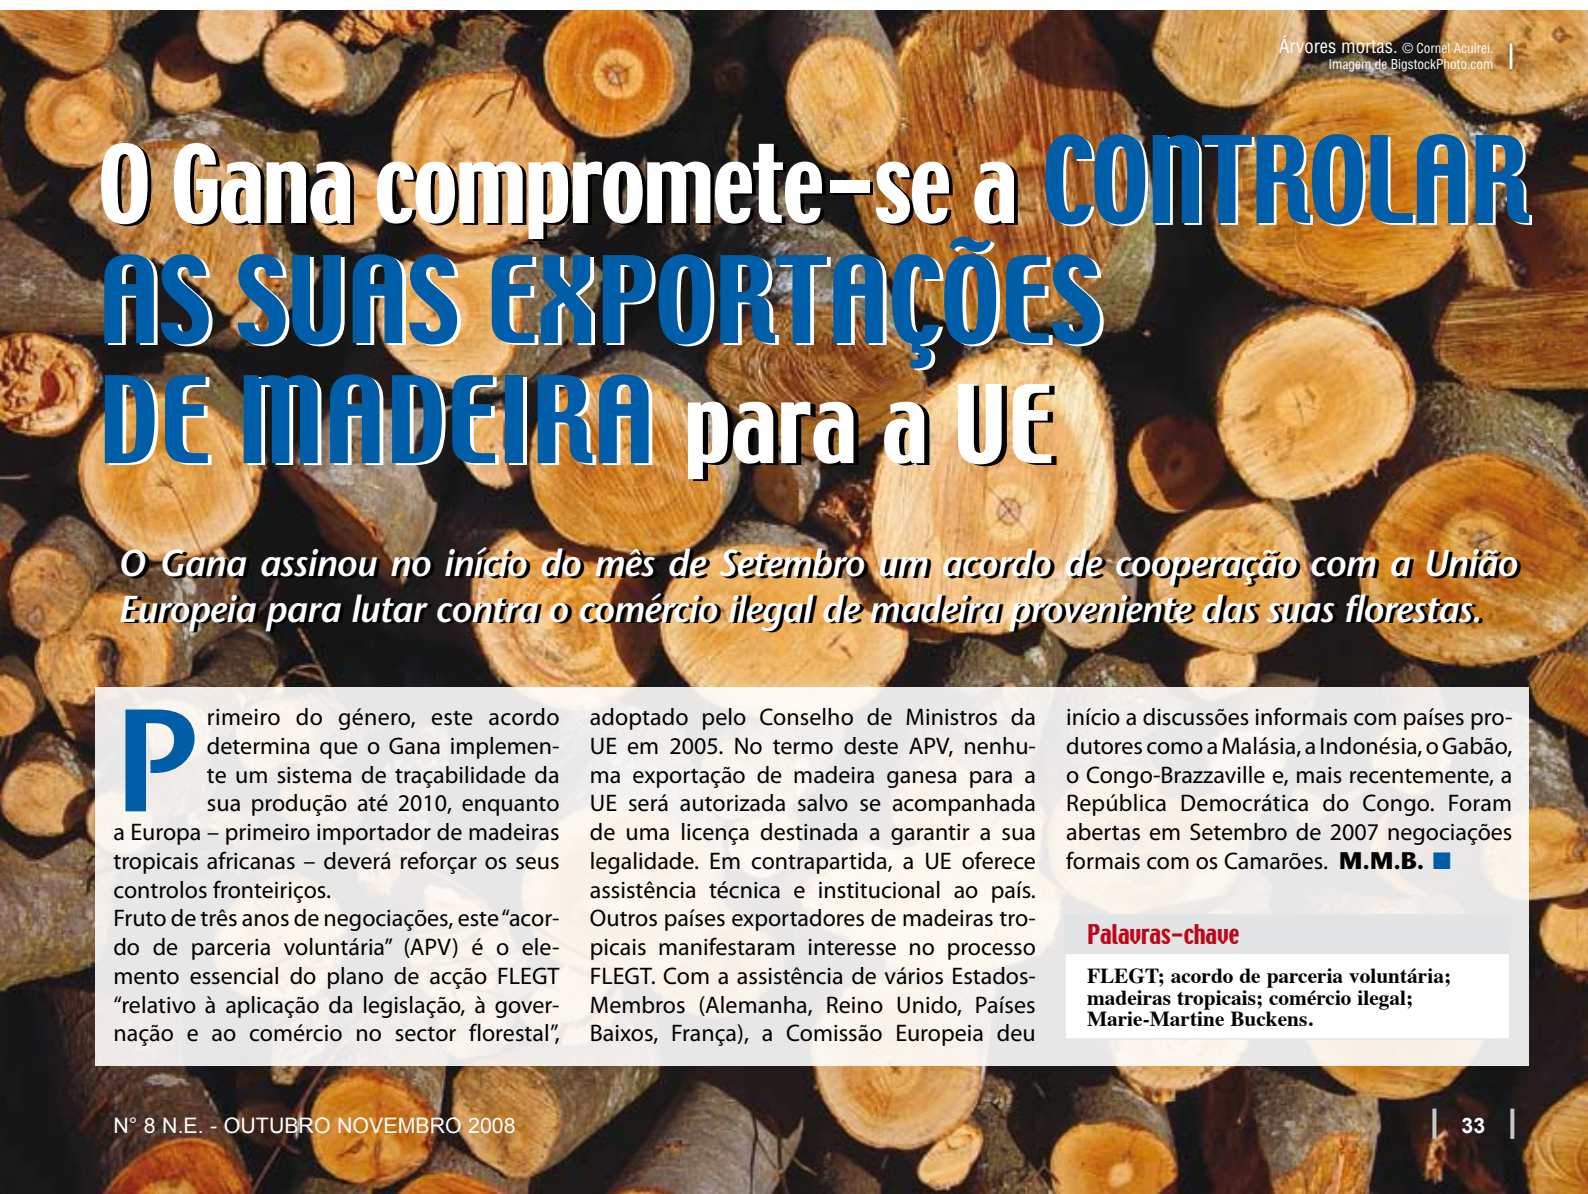 Árvores mortas. © Cornel Acuirei.
Imagem de BigstockPhoto.com
O Gana compromete-se a CONTROLAR
AS SUAS EXPORTAÇÕES
DE MADEIRA para a UE
O Gana assinou no início do mês de Setembro um acordo de cooperação com a União
Europeia para lutar contra o comércio ilegal de madeira proveniente das suas florestas.
Primeiro do género, este acordo
determina que o Gana implemen-
te um sistema de traçabilidade da
sua produção até 2010, enquanto
a Europa – primeiro importador de madeiras
tropicais africanas – deverá reforçar os seus
controlos fronteiriços.
Fruto de três anos de negociações, este “acor-
do de parceria voluntária” (APV) é o ele-
mento essencial do plano de acção FLEGT
“relativo à aplicação da legislação, à gover-
nação e ao comércio no sector florestal”,
adoptado pelo Conselho de Ministros da
UE em 2005. No termo deste APV, nenhu-
ma exportação de madeira ganesa para a
UE será autorizada salvo se acompanhada
de uma licença destinada a garantir a sua
legalidade. Em contrapartida, a UE oferece
assistência técnica e institucional ao país.
Outros países exportadores de madeiras tro-
picais manifestaram interesse no processo
FLEGT. Com a assistência de vários Estados-
Membros (Alemanha, Reino Unido, Países
Baixos, França), a Comissão Europeia deu
início a discussões informais com países pro-
dutores como a Malásia, a Indonésia, o Gabão,
o Congo-Brazzaville e, mais recentemente, a
República Democrática do Congo. Foram
abertas em Setembro de 2007 negociações
formais com os Camarões. M.M.B.
Palavras-chave
FLEGT; acordo de parceria voluntária;
madeiras tropicais; comércio ilegal;
Marie-Martine Buckens.
N° 8 N.E. - OUTUBRO NOVEMBRO 2008
33